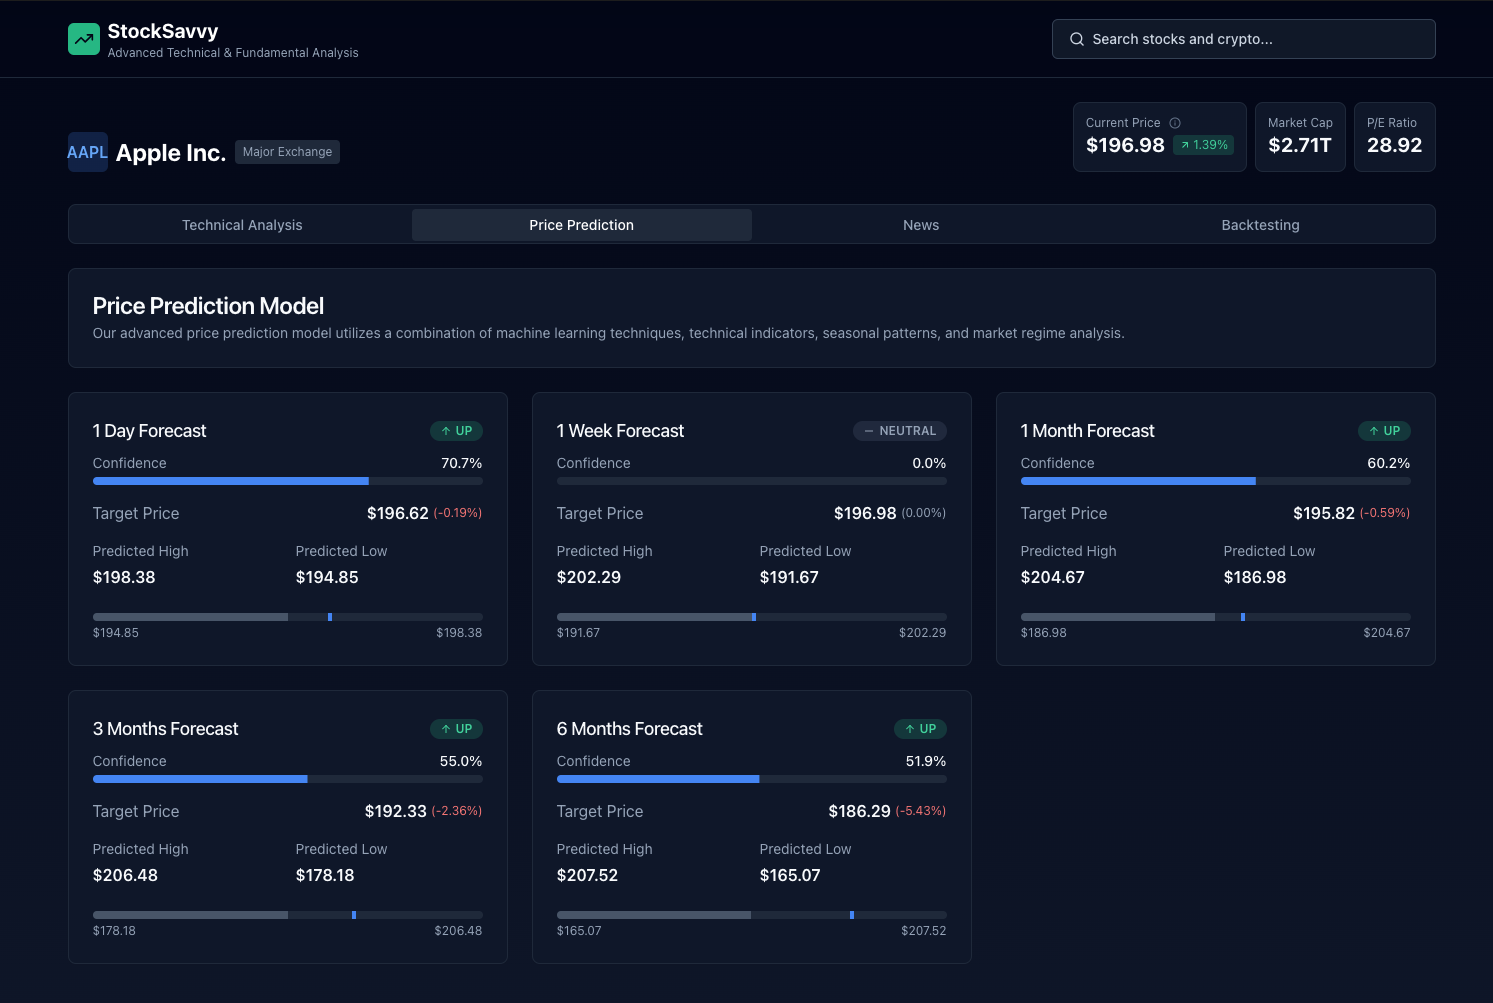 StockSavvy
Advanced Technical & Fundamental Analysis
Search stocks and crypto...
AAPL Apple Inc. Major Exchange
Current Price
$196.98 1.39%
Market Cap
$2.71T
P/E Ratio
28.92
Technical Analysis Price Prediction News Backtesting
Price Prediction Model
Our advanced price prediction model utilizes a combination of machine learning techniques, technical indicators, seasonal patterns, and market regime analysis.
1 Day Forecast ↑ UP
Confidence 70.7%
Target Price $196.62 (-0.19%)
Predicted High Predicted Low
$198.38 $194.85
$194.85 $198.38
1 Week Forecast – NEUTRAL
Confidence 0.0%
Target Price $196.98 (0.00%)
Predicted High Predicted Low
$202.29 $191.67
$191.67 $202.29
1 Month Forecast ↑ UP
Confidence 60.2%
Target Price $195.82 (-0.59%)
Predicted High Predicted Low
$204.67 $186.98
$186.98 $204.67
3 Months Forecast ↑ UP
Confidence 55.0%
Target Price $192.33 (-2.36%)
Predicted High Predicted Low
$206.48 $178.18
$178.18 $206.48
6 Months Forecast ↑ UP
Confidence 51.9%
Target Price $186.29 (-5.43%)
Predicted High Predicted Low
$207.52 $165.07
$165.07 $207.52